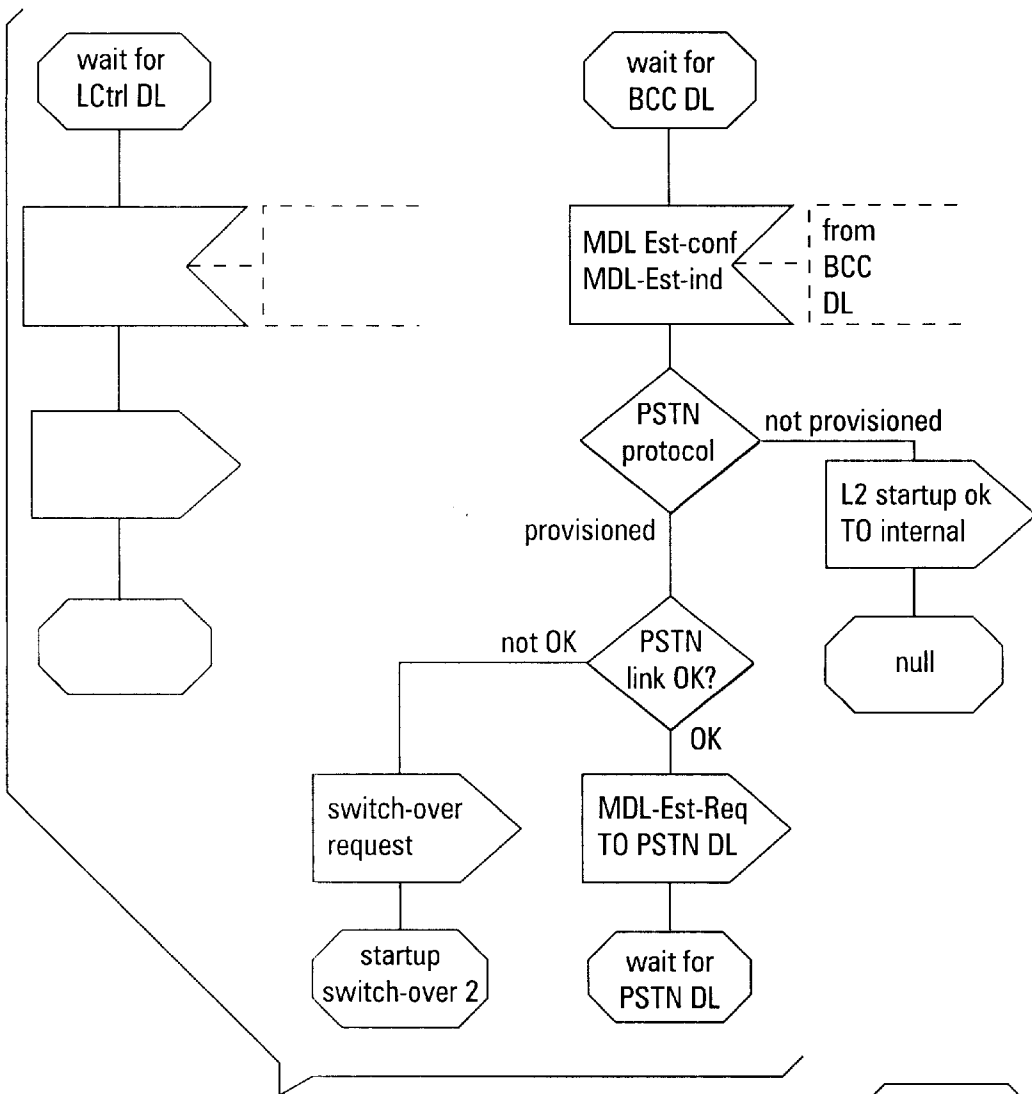 wait for
LCtrl DL
wait for
BCC DL
MDL Est-conf
MDL-Est-ind
from
BCC
DL
PSTN
protocol
not provisioned
L2 startup ok
TO internal
provisioned
null
not OK
PSTN
link OK?
OK
switch-over
request
MDL-Est-Req
TO PSTN DL
startup
switch-over 2
wait for
PSTN DL